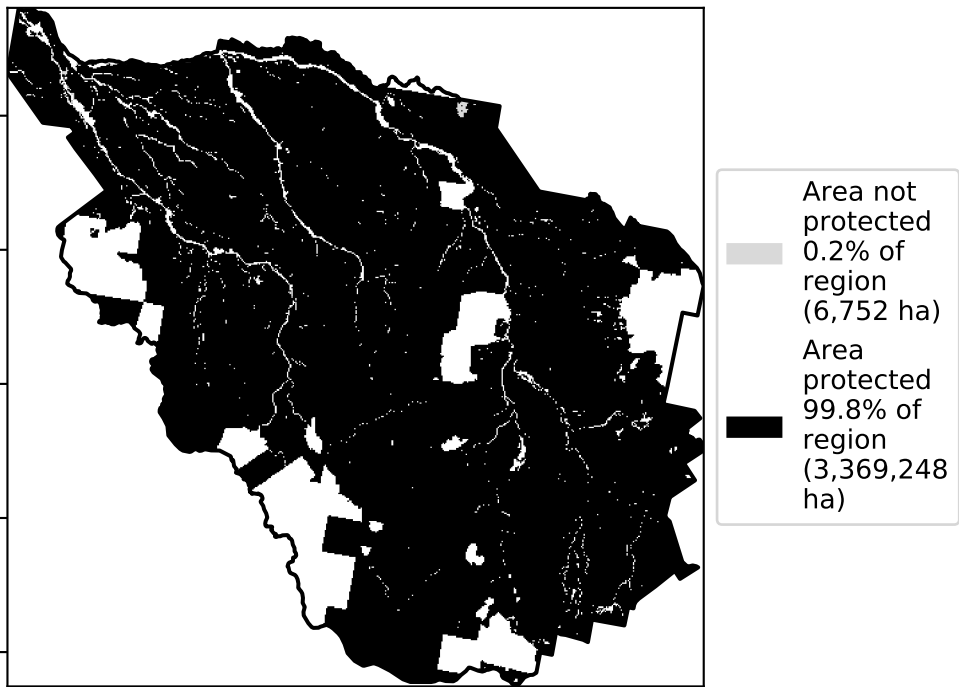 Area not
protected
0.2% of
region
(6,752 ha)
Area
protected
99.8% of
region
(3,369,248
ha)